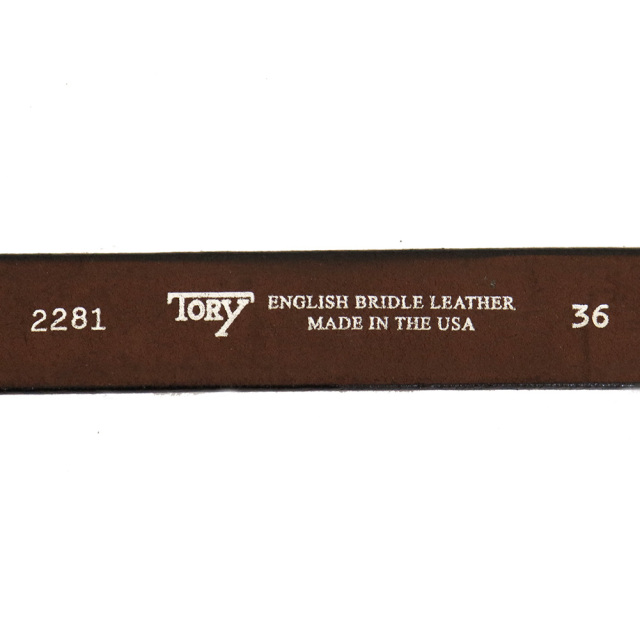 2281
TORY
ENGLISH BRIDLE LEATHER
MADE IN THE USA
36